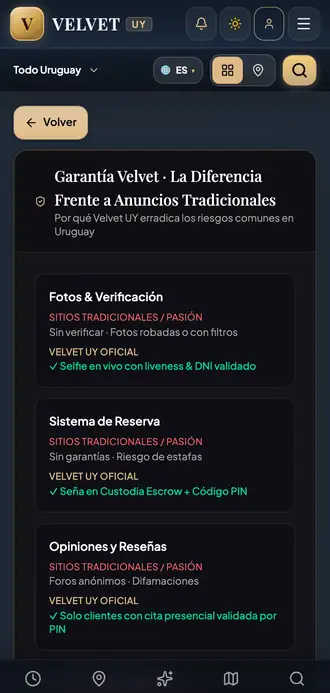 V VELVET UY
Todo Uruguay ES
Volver
Garantía Velvet · La Diferencia
Frente a Anuncios Tradicionales
Por qué Velvet UY erradica los riesgos comunes en
Uruguay
Fotos & Verificación
SITIOS TRADICIONALES / PASIÓN
Sin verificar · Fotos robadas o con filtros
VELVET UY OFICIAL
✓ Selfie en vivo con liveness & DNI validado
Sistema de Reserva
SITIOS TRADICIONALES / PASIÓN
Sin garantías · Riesgo de estafas
VELVET UY OFICIAL
✓ Seña en Custodia Escrow + Código PIN
Opiniones y Reseñas
SITIOS TRADICIONALES / PASIÓN
Foros anónimos · Difamaciones
VELVET UY OFICIAL
✓ Solo clientes con cita presencial validada por
PIN